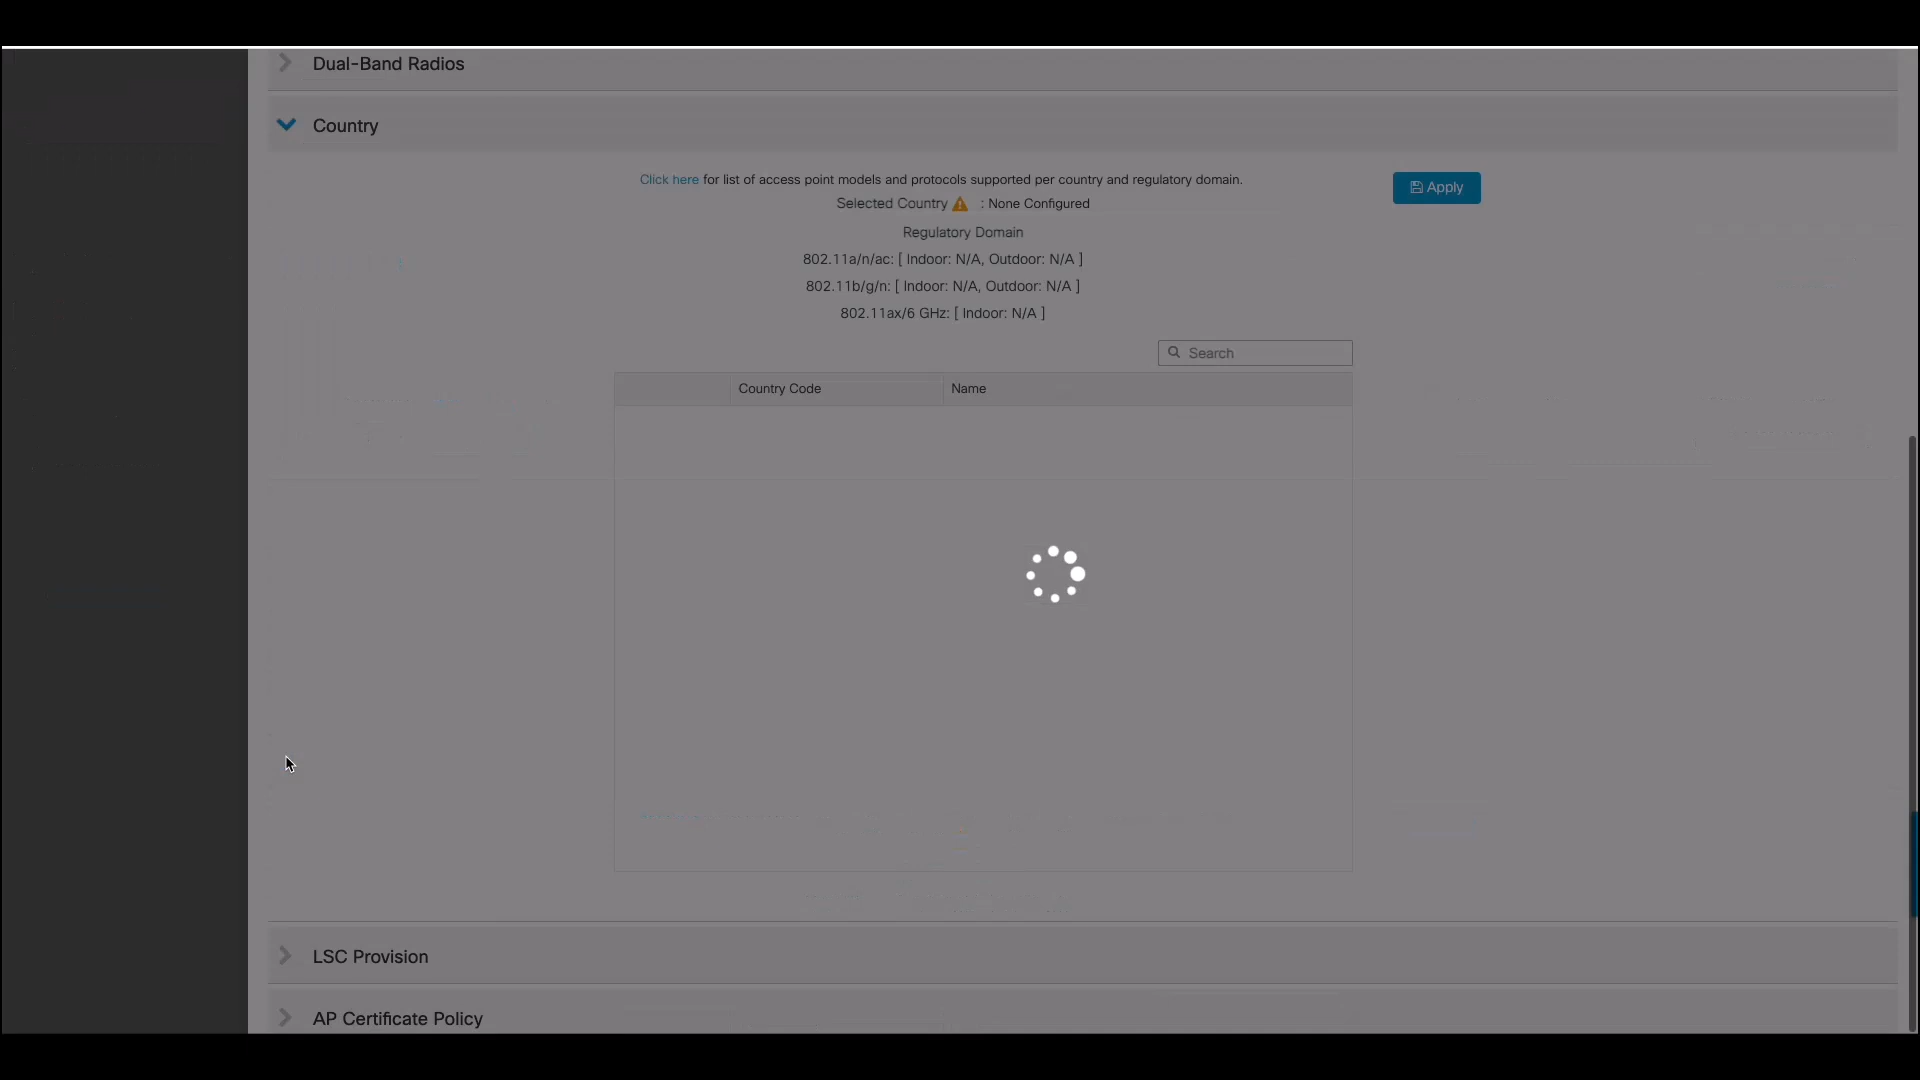 Dual-Band Radios
Country
Click here for list of access point models and protocols supported per country and regulatory domain.
Apply
Selected Country : None Configured
Regulatory Domain
802.11a/n/ac: [ Indoor: N/A, Outdoor: N/A ]
802.11b/g/n: [ Indoor: N/A, Outdoor: N/A ]
802.11ax/6 GHz: [ Indoor: N/A ]
Search
Country Code Name
LSC Provision
AP Certificate Policy